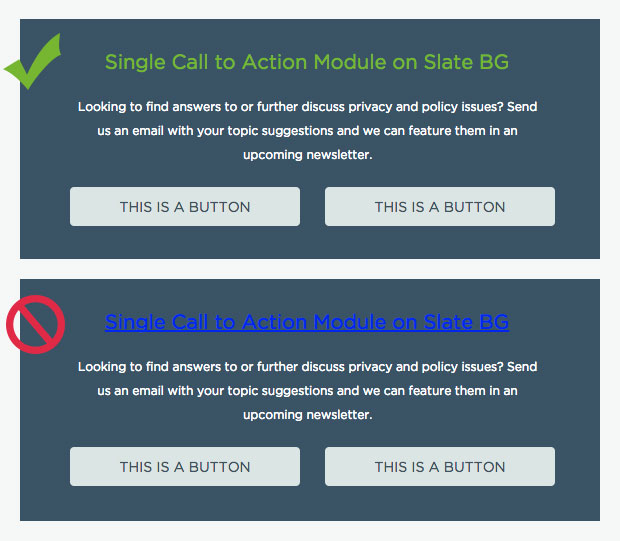 Single Call to Action Module on Slate BG
Looking to find answers to or further discuss privacy and policy issues? Send
us an email with your topic suggestions and we can feature them in an
upcoming newsletter.
THIS IS A BUTTON
THIS IS A BUTTON
Single Call to Action Module on Slate BG
Looking to find answers to or further discuss privacy and policy issues? Send
us an email with your topic suggestions and we can feature them in an
upcoming newsletter.
THIS IS A BUTTON
THIS IS A BUTTON